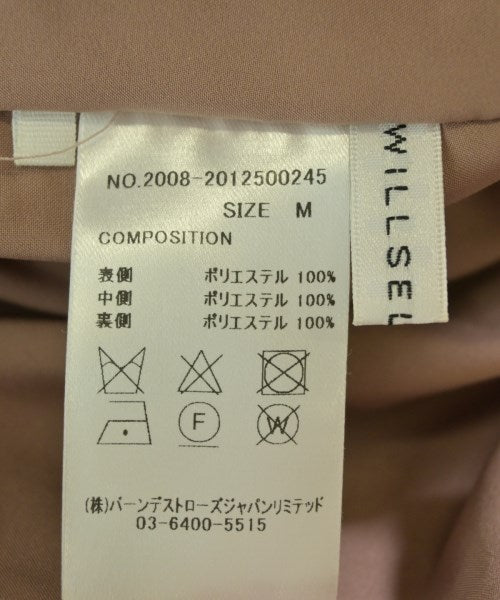 NO.2008-2012500245
SIZE M
COMPOSITION
表側 ポリエステル 100%
中側 ポリエステル 100%
裏側 ポリエステル 100%
F
W
(株)バーンデストローズジャパンリミテッド
03-6400-5515
WILLSEL